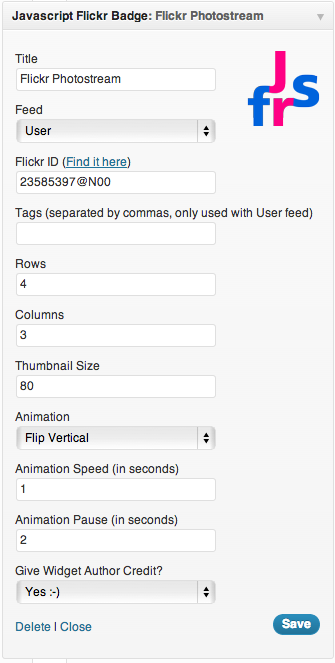 Javascript Flickr Badge: Flickr Photostream
Title
Flickr Photostream
Feed
User
Flickr ID (Find it here)
23585397@N00
Tags (separated by commas, only used with User feed)
Rows
4
Columns
3
Thumbnail Size
80
Animation
Flip Vertical
Animation Speed (in seconds)
1
Animation Pause (in seconds)
2
Give Widget Author Credit?
Yes :-)
Delete | Close
Save
J
frs